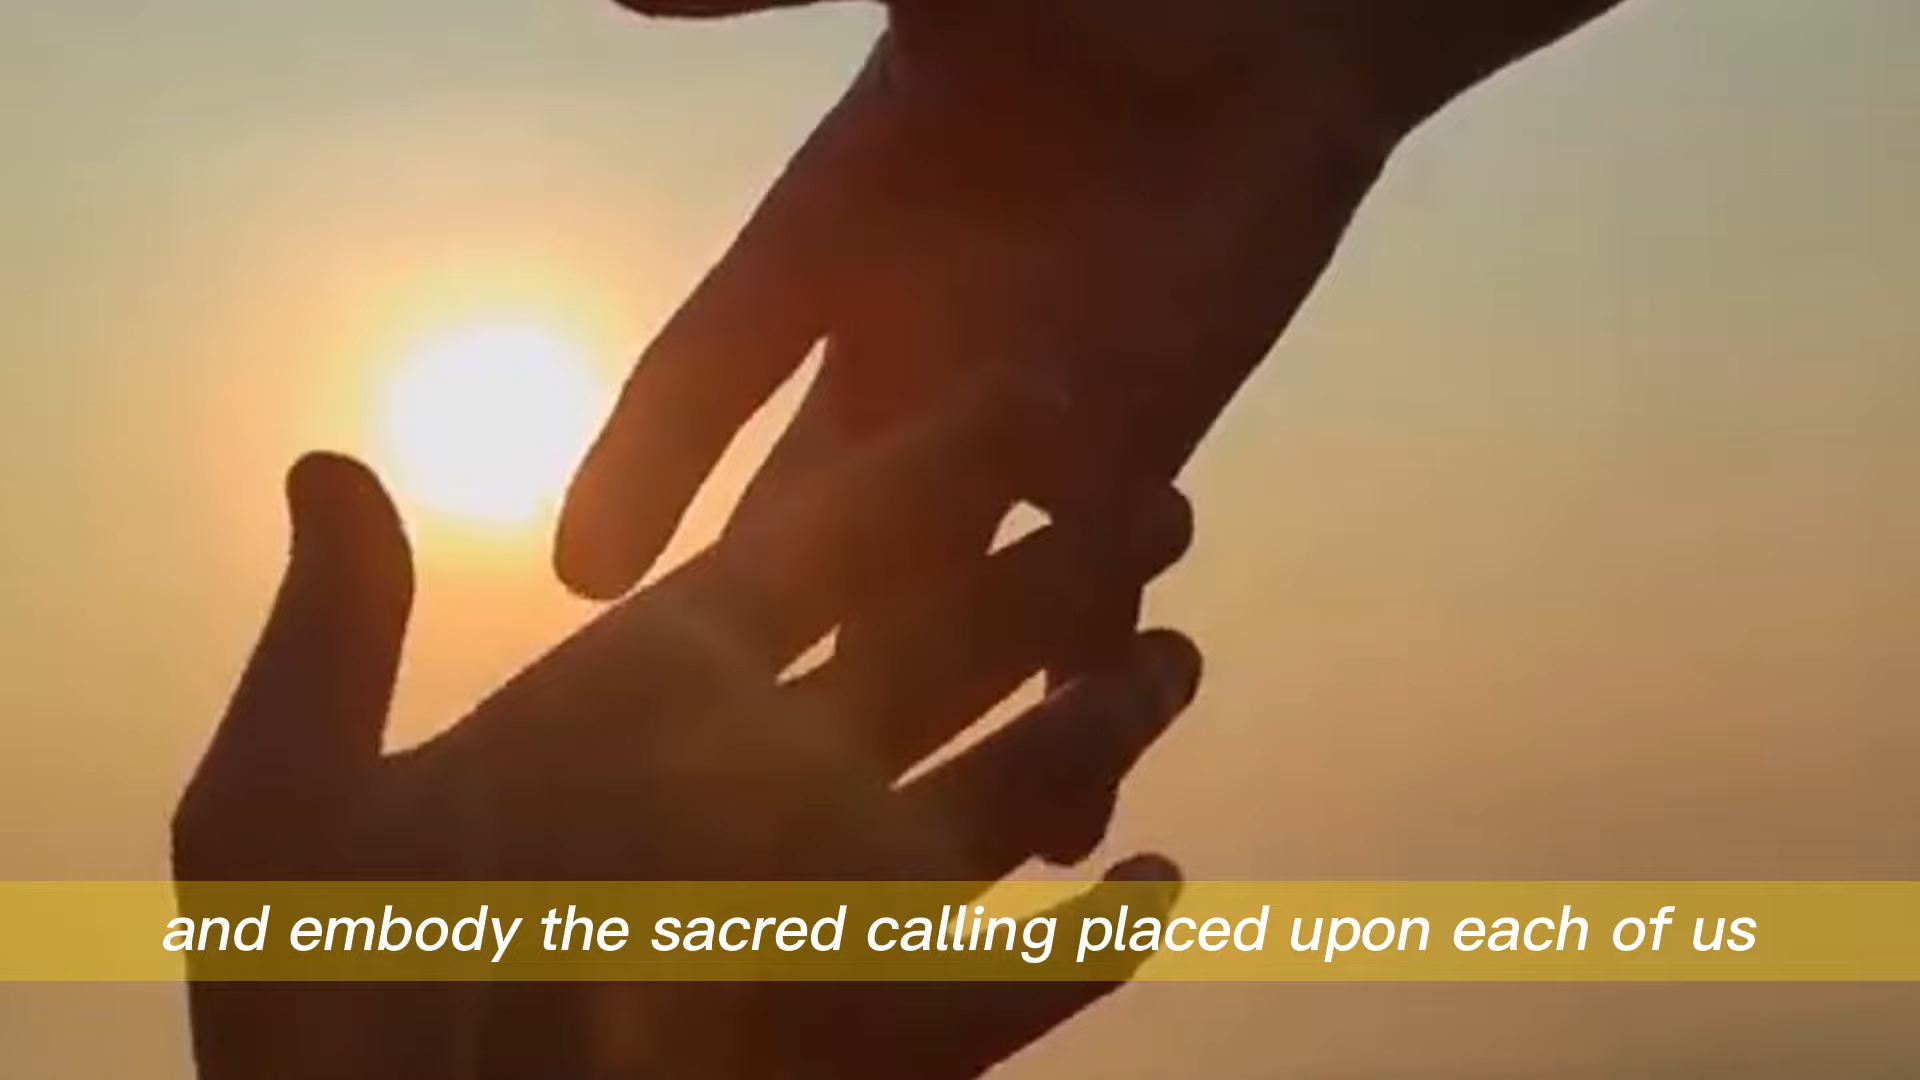 and embody the sacred calling placed upon each of us